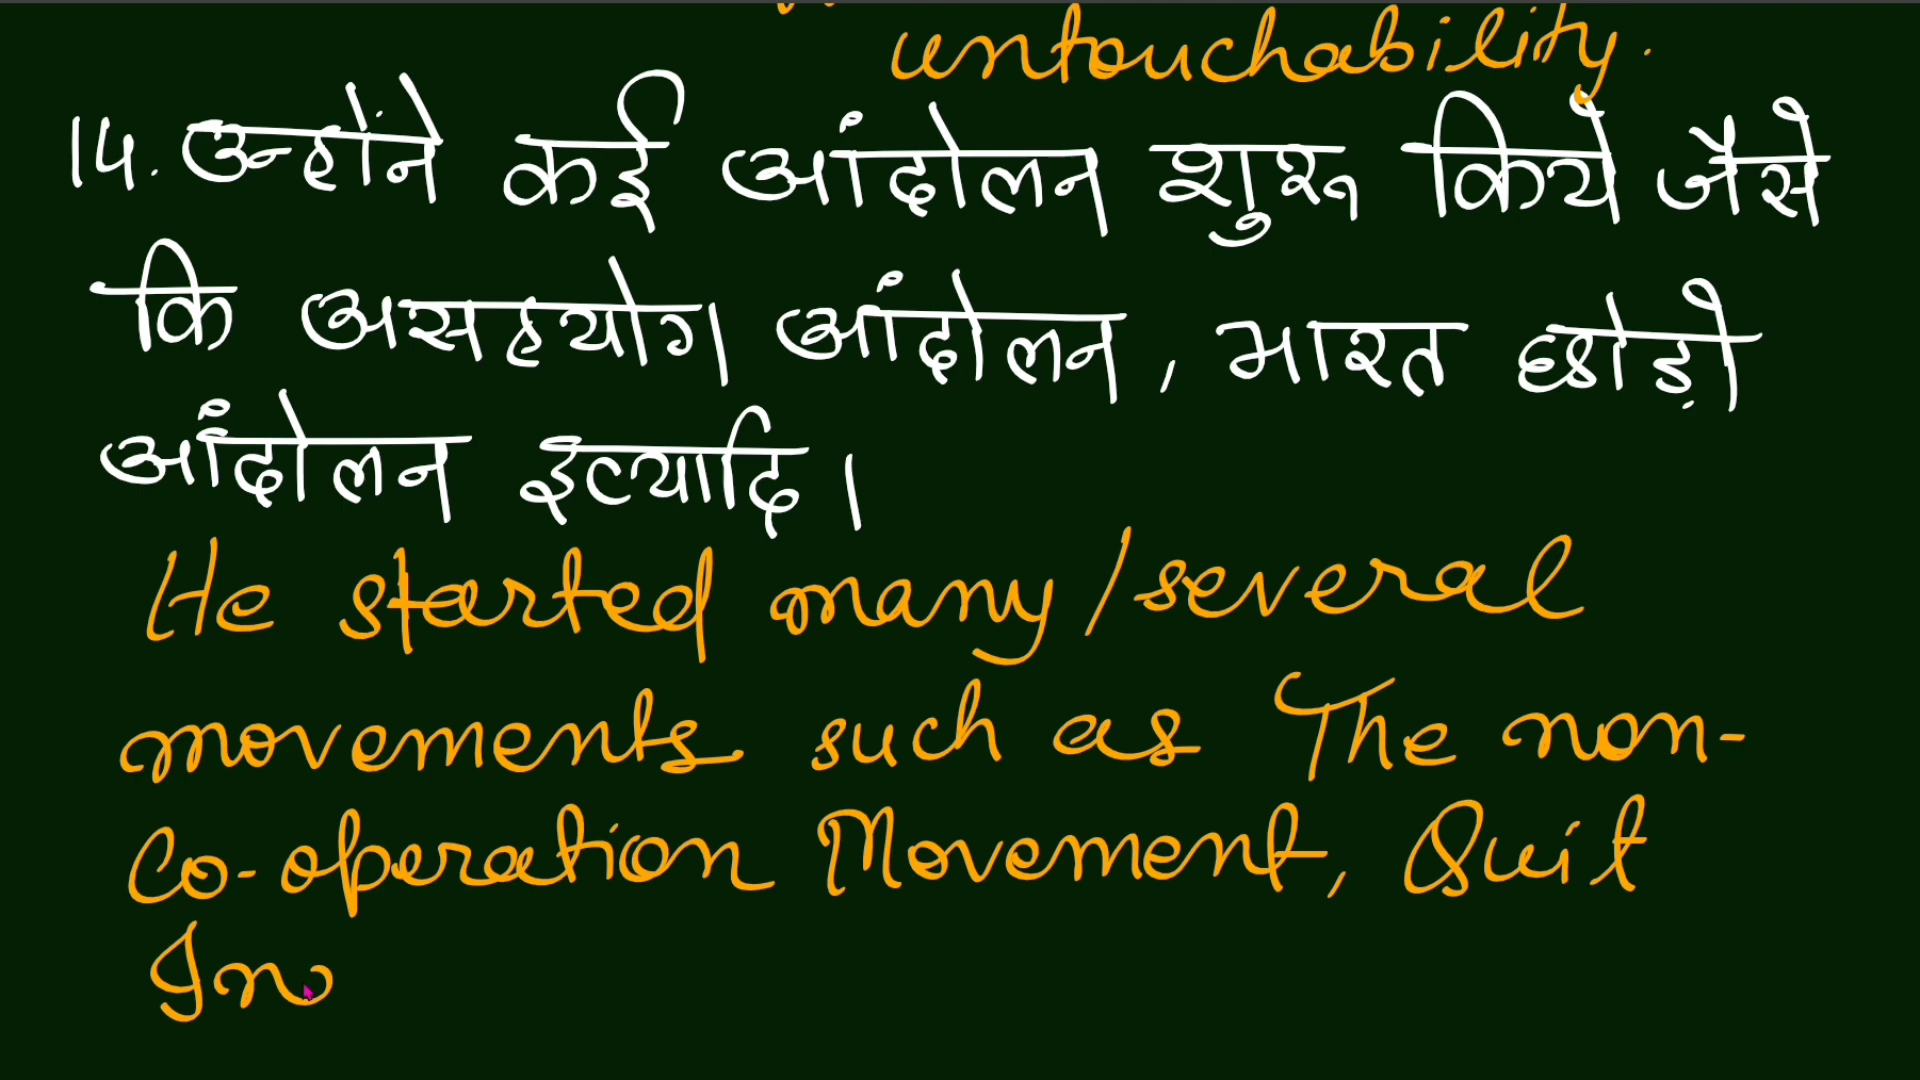 untouchability.
14. उन्होंने कई आंदोलन शुरू किये जैसे
कि असहयोग आंदोलन, भारत छोड़ो
आंदोलन इत्यादि।
He started many/several
movements such as The non-
Co-operation Movement, Quit
In